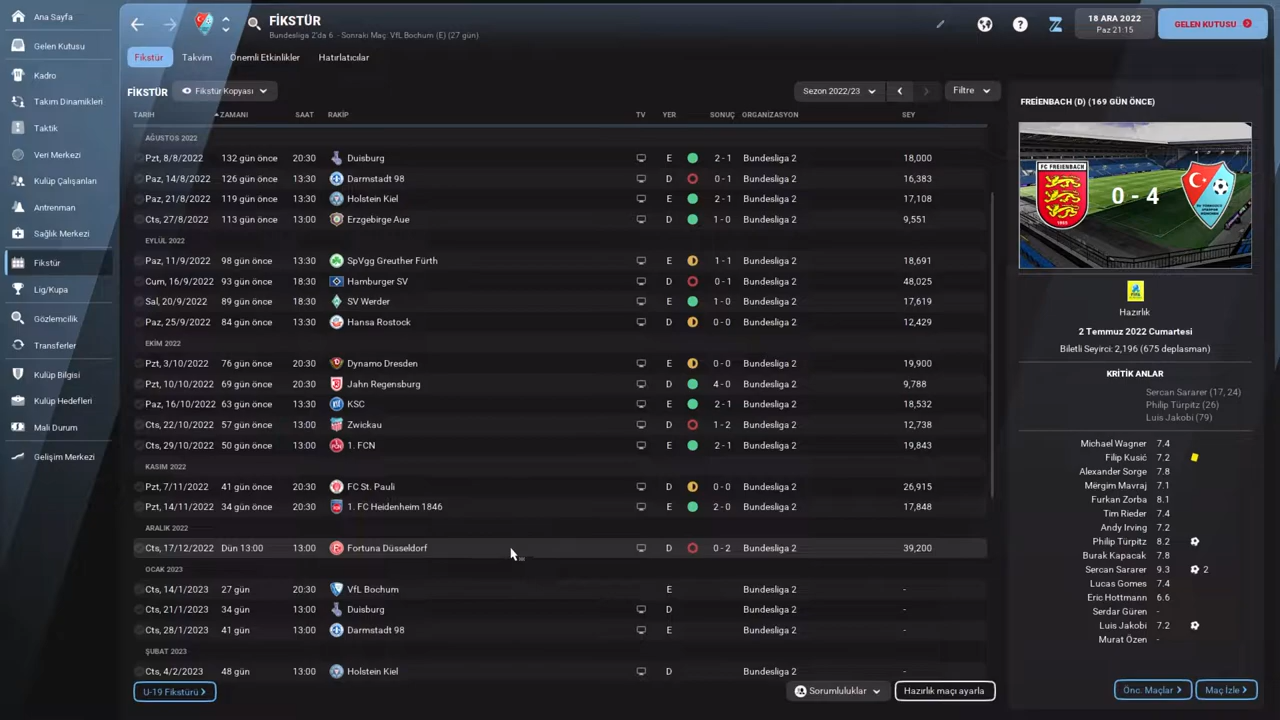 Ana Sayfa
Gelen Kutusu
Kadro
Takım Dinamikleri
Taktik
Veri Merkezi
Kulüp Çalışanları
Antrenman
Sağlık Merkezi
Fikstür
Lig/Kupa
Gözlemcilik
Transferler
Kulüp Bilgisi
Kulüp Hedefleri
Mali Durum
Gelişim Merkezi
FİKSTÜR
Bundesliga 2'da 6 - Sonraki Maç: VfL Bochum (E) (27 gün)
18 ARA 2022
Paz 21:15
GELEN KUTUSU
Fikstür Takvim Önemli Etkinlikler Hatırlatıcılar
FİKSTÜR Fikstür Kopyası Sezon 2022/23 Filtre
TARİH ZAMANI SAAT RAKİP TV YER SONUÇ ORGANİZASYON SEY
AĞUSTOS 2022
Pzt, 8/8/2022 132 gün önce 20:30 Duisburg E 2 - 1 Bundesliga 2 18,000
Paz, 14/8/2022 126 gün önce 13:30 Darmstadt 98 D 0 - 1 Bundesliga 2 16,383
Paz, 21/8/2022 119 gün önce 13:30 Holstein Kiel E 2 - 1 Bundesliga 2 17,108
Cts, 27/8/2022 113 gün önce 13:00 Erzgebirge Aue D 1 - 0 Bundesliga 2 9,551
EYLÜL 2022
Paz, 11/9/2022 98 gün önce 13:30 SpVgg Greuther Fürth E 1 - 1 Bundesliga 2 18,691
Cum, 16/9/2022 93 gün önce 18:30 Hamburger SV D 0 - 1 Bundesliga 2 48,025
Sal, 20/9/2022 89 gün önce 18:30 SV Werder E 1 - 0 Bundesliga 2 17,619
Paz, 25/9/2022 84 gün önce 13:30 Hansa Rostock D 0 - 0 Bundesliga 2 12,429
EKİM 2022
Pzt, 3/10/2022 76 gün önce 20:30 Dynamo Dresden E 0 - 0 Bundesliga 2 19,900
Pzt, 10/10/2022 69 gün önce 20:30 Jahn Regensburg D 4 - 0 Bundesliga 2 9,788
Paz, 16/10/2022 63 gün önce 13:30 KSC E 2 - 1 Bundesliga 2 18,532
Cts, 22/10/2022 57 gün önce 13:00 Zwickau D 1 - 2 Bundesliga 2 12,738
Cts, 29/10/2022 50 gün önce 13:00 1. FCN E 2 - 1 Bundesliga 2 19,843
KASIM 2022
Pzt, 7/11/2022 41 gün önce 20:30 FC St. Pauli D 0 - 0 Bundesliga 2 26,915
Pzt, 14/11/2022 34 gün önce 20:30 1. FC Heidenheim 1846 E 2 - 0 Bundesliga 2 17,848
ARALIK 2022
Cts, 17/12/2022 Dün 13:00 13:00 Fortuna Düsseldorf D 0 - 2 Bundesliga 2 39,200
OCAK 2023
Cts, 14/1/2023 27 gün 20:30 VfL Bochum E Bundesliga 2 -
Cts, 21/1/2023 34 gün 13:00 Duisburg D Bundesliga 2 -
Cts, 28/1/2023 41 gün 13:00 Darmstadt 98 E Bundesliga 2 -
ŞUBAT 2023
Cts, 4/2/2023 48 gün 13:00 Holstein Kiel D Bundesliga 2 -
U-19 Fikstürü Sorumluluklar Hazırlık maçı ayarla
FREİENBACH (D) (169 GÜN ÖNCE)
FC FREIENBACH
0 - 4
Hazırlık
2 Temmuz 2022 Cumartesi
Biletli Seyirci: 2,196 (675 deplasman)
KRİTİK ANLAR
Sercan Sararer (17, 24)
Philip Türpitz (26)
Luis Jakobi (79)
Michael Wagner 7.4
Filip Kusić 7.2
Alexander Sorge 7.8
Mërgim Mavraj 7.1
Furkan Zorba 8.1
Tim Rieder 7.4
Andy Irving 7.2
Philip Türpitz 8.2
Burak Kapacak 7.8
Sercan Sararer 9.3 2
Lucas Gomes 7.4
Eric Hottmann 6.6
Serdar Güren -
Luis Jakobi 7.2
Murat Özen -
Önc. Maçlar Maç İzle